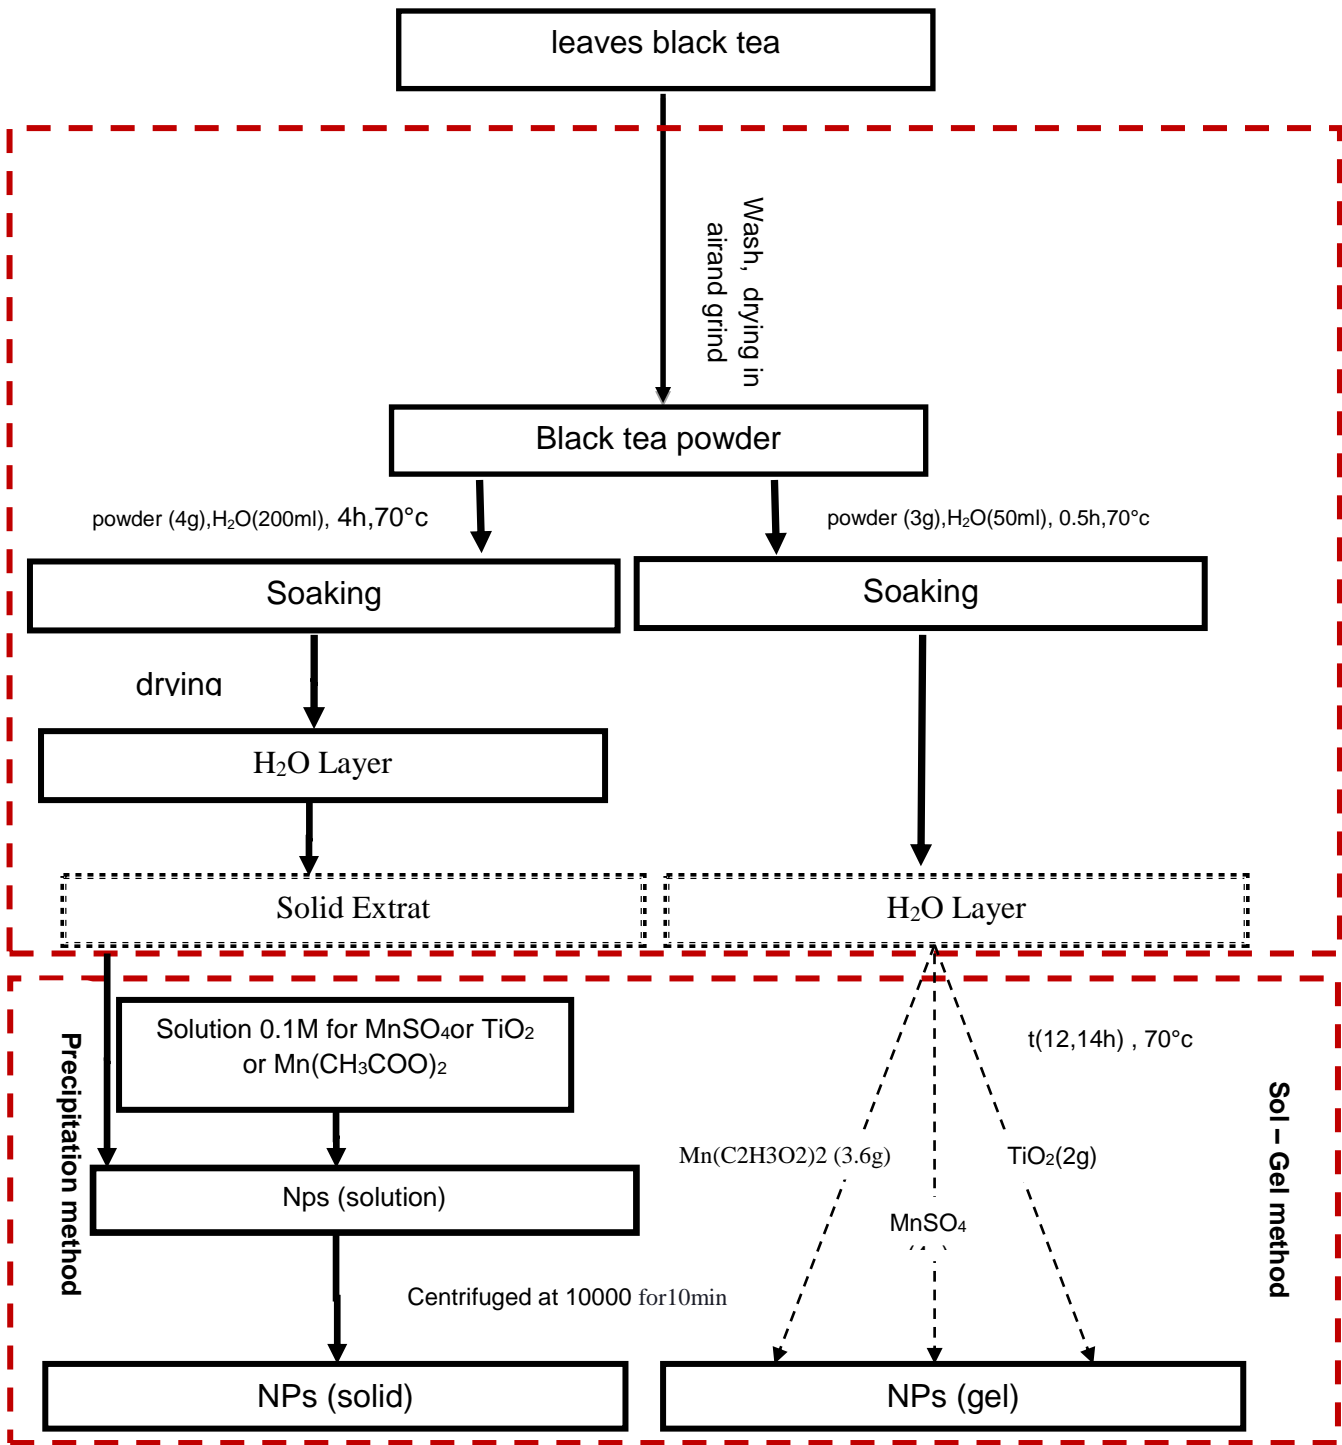 leaves black tea
Wash, drying in
airand grind
Black tea powder
powder (4g),H₂O(200ml), 4h,70°c
powder (3g),H₂O(50ml), 0.5h,70°c
Soaking
Soaking
drying
H₂O Layer
Solid Extrat
H₂O Layer
Precipitation method
Solution 0.1M for MnSO₄or TiO₂
or Mn(CH₃COO)₂
t(12,14h) , 70°c
Sol – Gel method
Mn(C2H3O2)2 (3.6g)
TiO₂(2g)
Nps (solution)
MnSO₄
Centrifuged at 10000 for10min
NPs (solid)
NPs (gel)